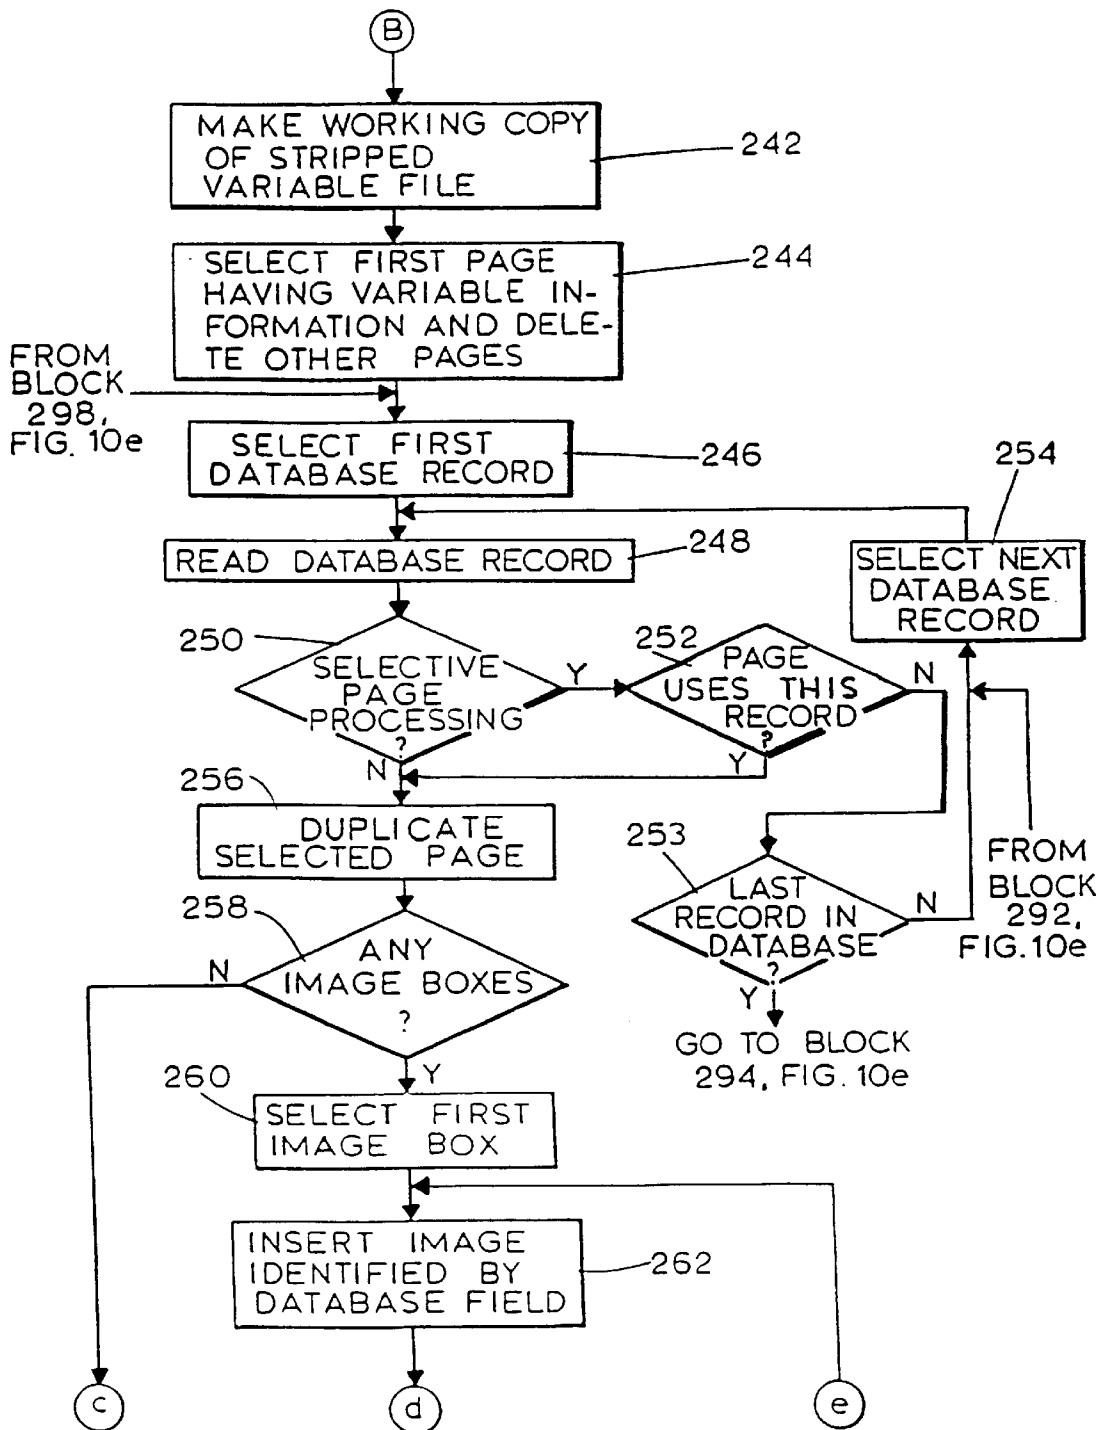 B
MAKE WORKING COPY
OF STRIPPED
VARIABLE FILE
242
SELECT FIRST PAGE
HAVING VARIABLE IN-
FORMATION AND DELE-
TE OTHER PAGES
244
FROM
BLOCK
298,
FIG. 10e
SELECT FIRST
DATABASE RECORD
246
254
READ DATABASE RECORD
248
SELECT NEXT
DATABASE
RECORD
250
SELECTIVE
PAGE
PROCESSING
?
Y
N
252
PAGE
USES THIS
RECORD
?
N
Y
256
DUPLICATE
SELECTED PAGE
253
LAST
RECORD IN
DATABASE
?
N
Y
FROM
BLOCK
292,
FIG. 10e
GO TO BLOCK
294, FIG. 10e
258
ANY
IMAGE BOXES
?
N
Y
260
SELECT FIRST
IMAGE BOX
INSERT IMAGE
IDENTIFIED BY
DATABASE FIELD
262
c
d
e